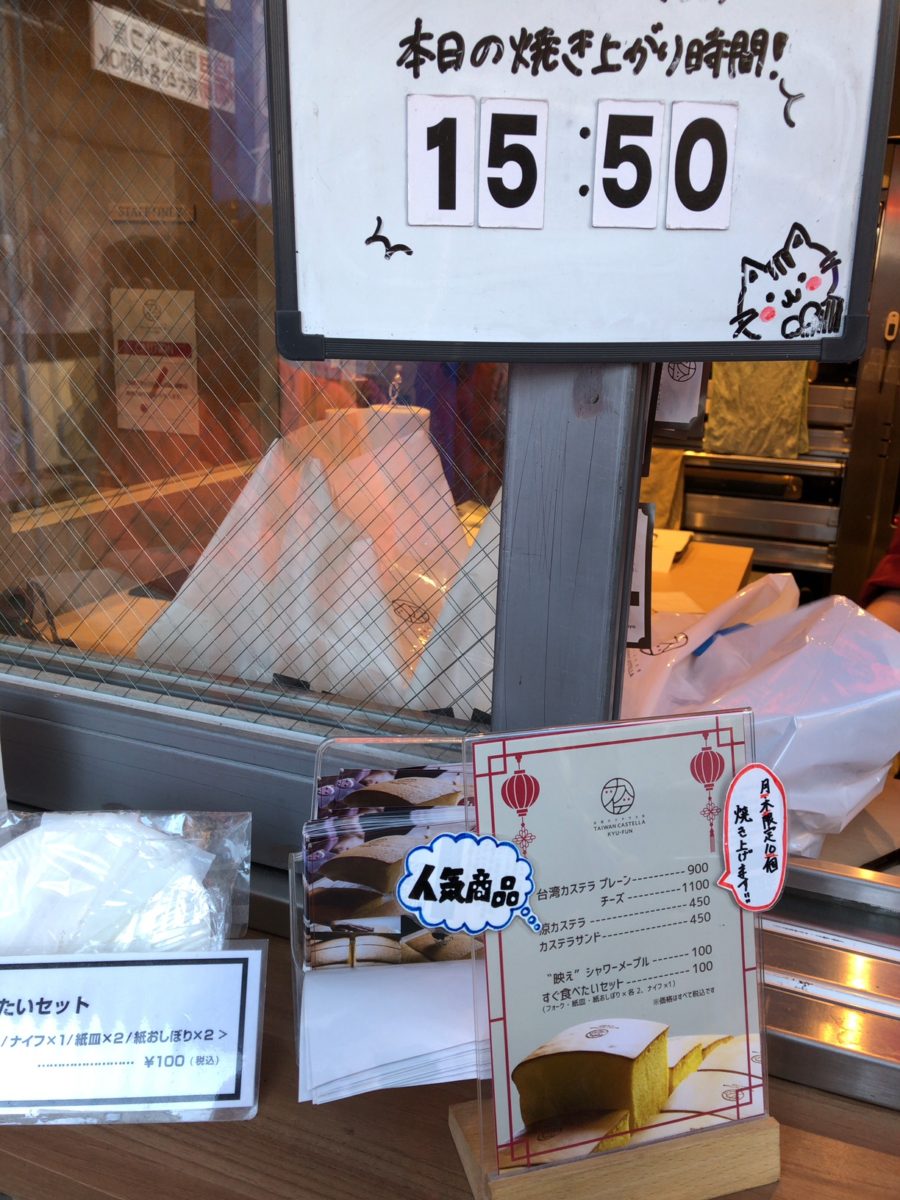 本日の焼き上がり時間!
15:50
STAFF ONLY
TAIWAN CASTELLA
KYU-FUN
月・木限定10個
焼き上げます!!
人気商品
台湾カステラ プレーン----------900
チーズ----------1100
涼カステラ ------------------ 450
カステラサンド-------------- 450
"映え" シャワーメープル ------- 100
すぐ食べたいセット ----------- 100
(フォーク・紙皿・紙おしぼり×各2、ナイフ×1)
※価格はすべて税込です
たいセット
/ナイフ×1/紙皿×2/紙おしぼり×2 >
........................ ¥100(税込)